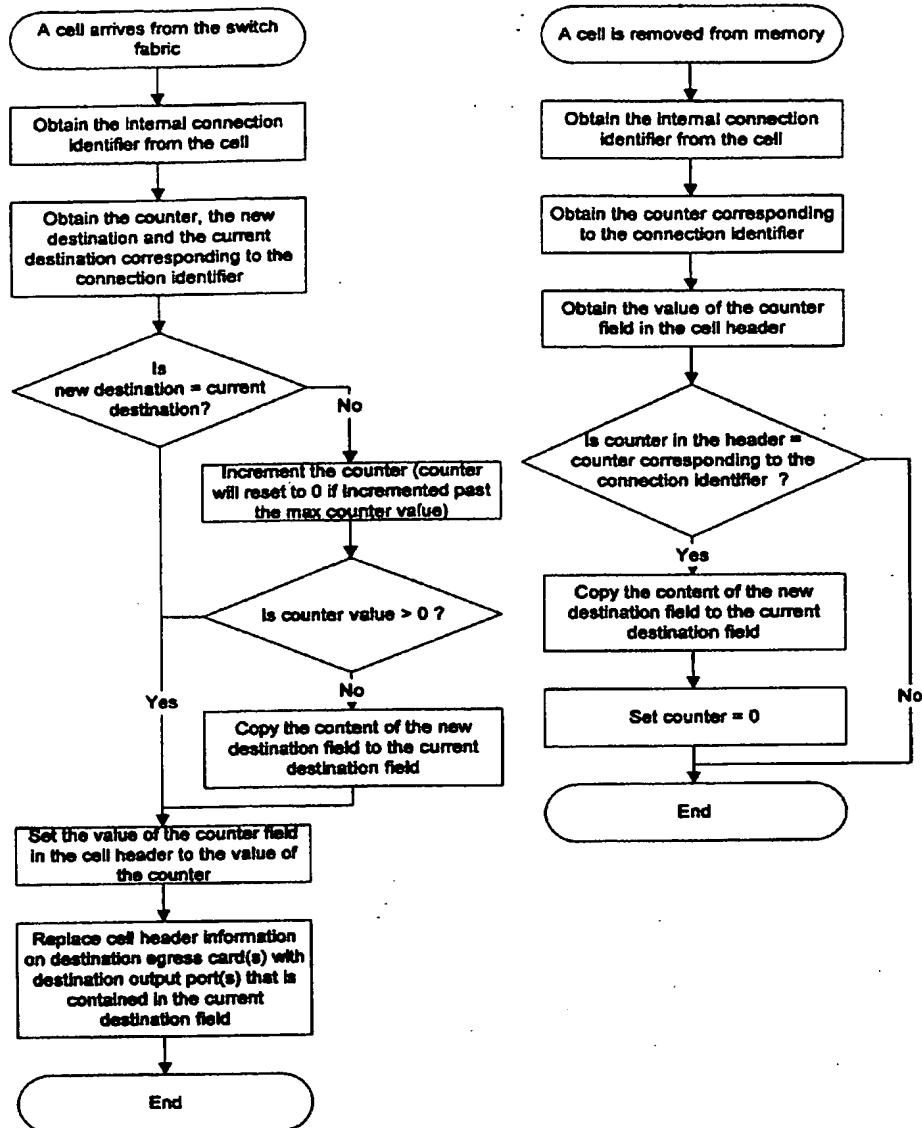 A cell arrives from the switch
fabric
Obtain the internal connection
identifier from the cell
Obtain the counter, the new
destination and the current
destination corresponding to the
connection identifier
Is
new destination = current
destination?
No
Increment the counter (counter
will reset to 0 if incremented past
the max counter value)
Is counter value > 0 ?
Yes
No
Copy the content of the new
destination field to the current
destination field
Set the value of the counter field
in the cell header to the value of
the counter
Replace cell header information
on destination egress card(s) with
destination output port(s) that is
contained in the current
destination field
End
A cell is removed from memory
Obtain the internal connection
identifier from the cell
Obtain the counter corresponding
to the connection identifier
Obtain the value of the counter
field in the cell header
Is counter in the header =
counter corresponding to the
connection identifier ?
Yes
Copy the content of the new
destination field to the current
destination field
No
Set counter = 0
End